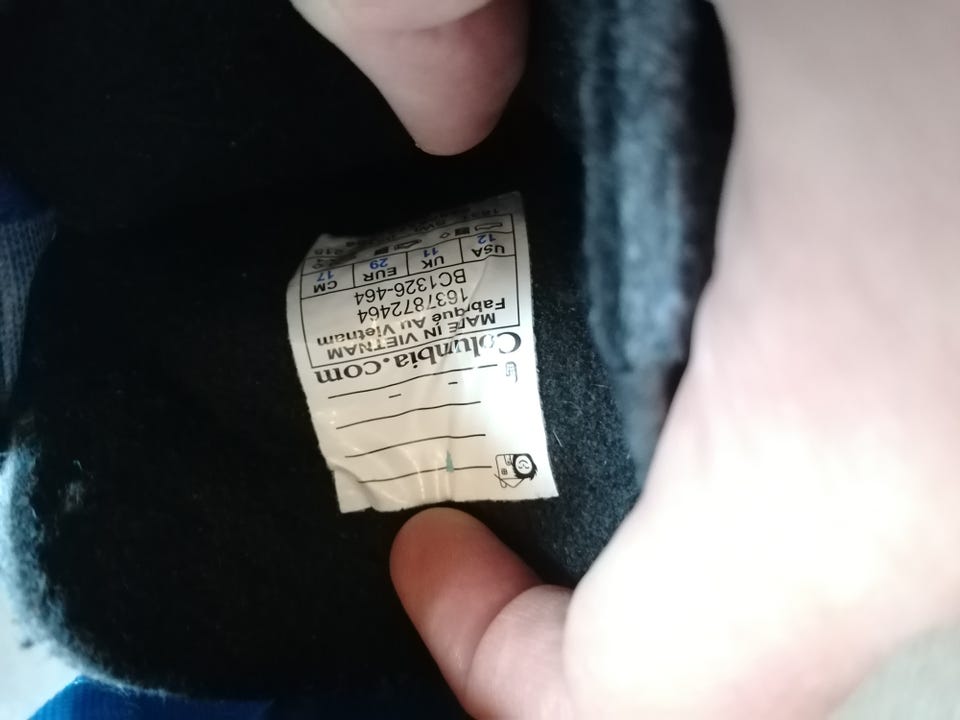 Columbia.com
MADE IN VIETNAM
Fabriqué Au Vietnam
1637872464
BC1326-464
USA UK EUR CM
12 11 29 17